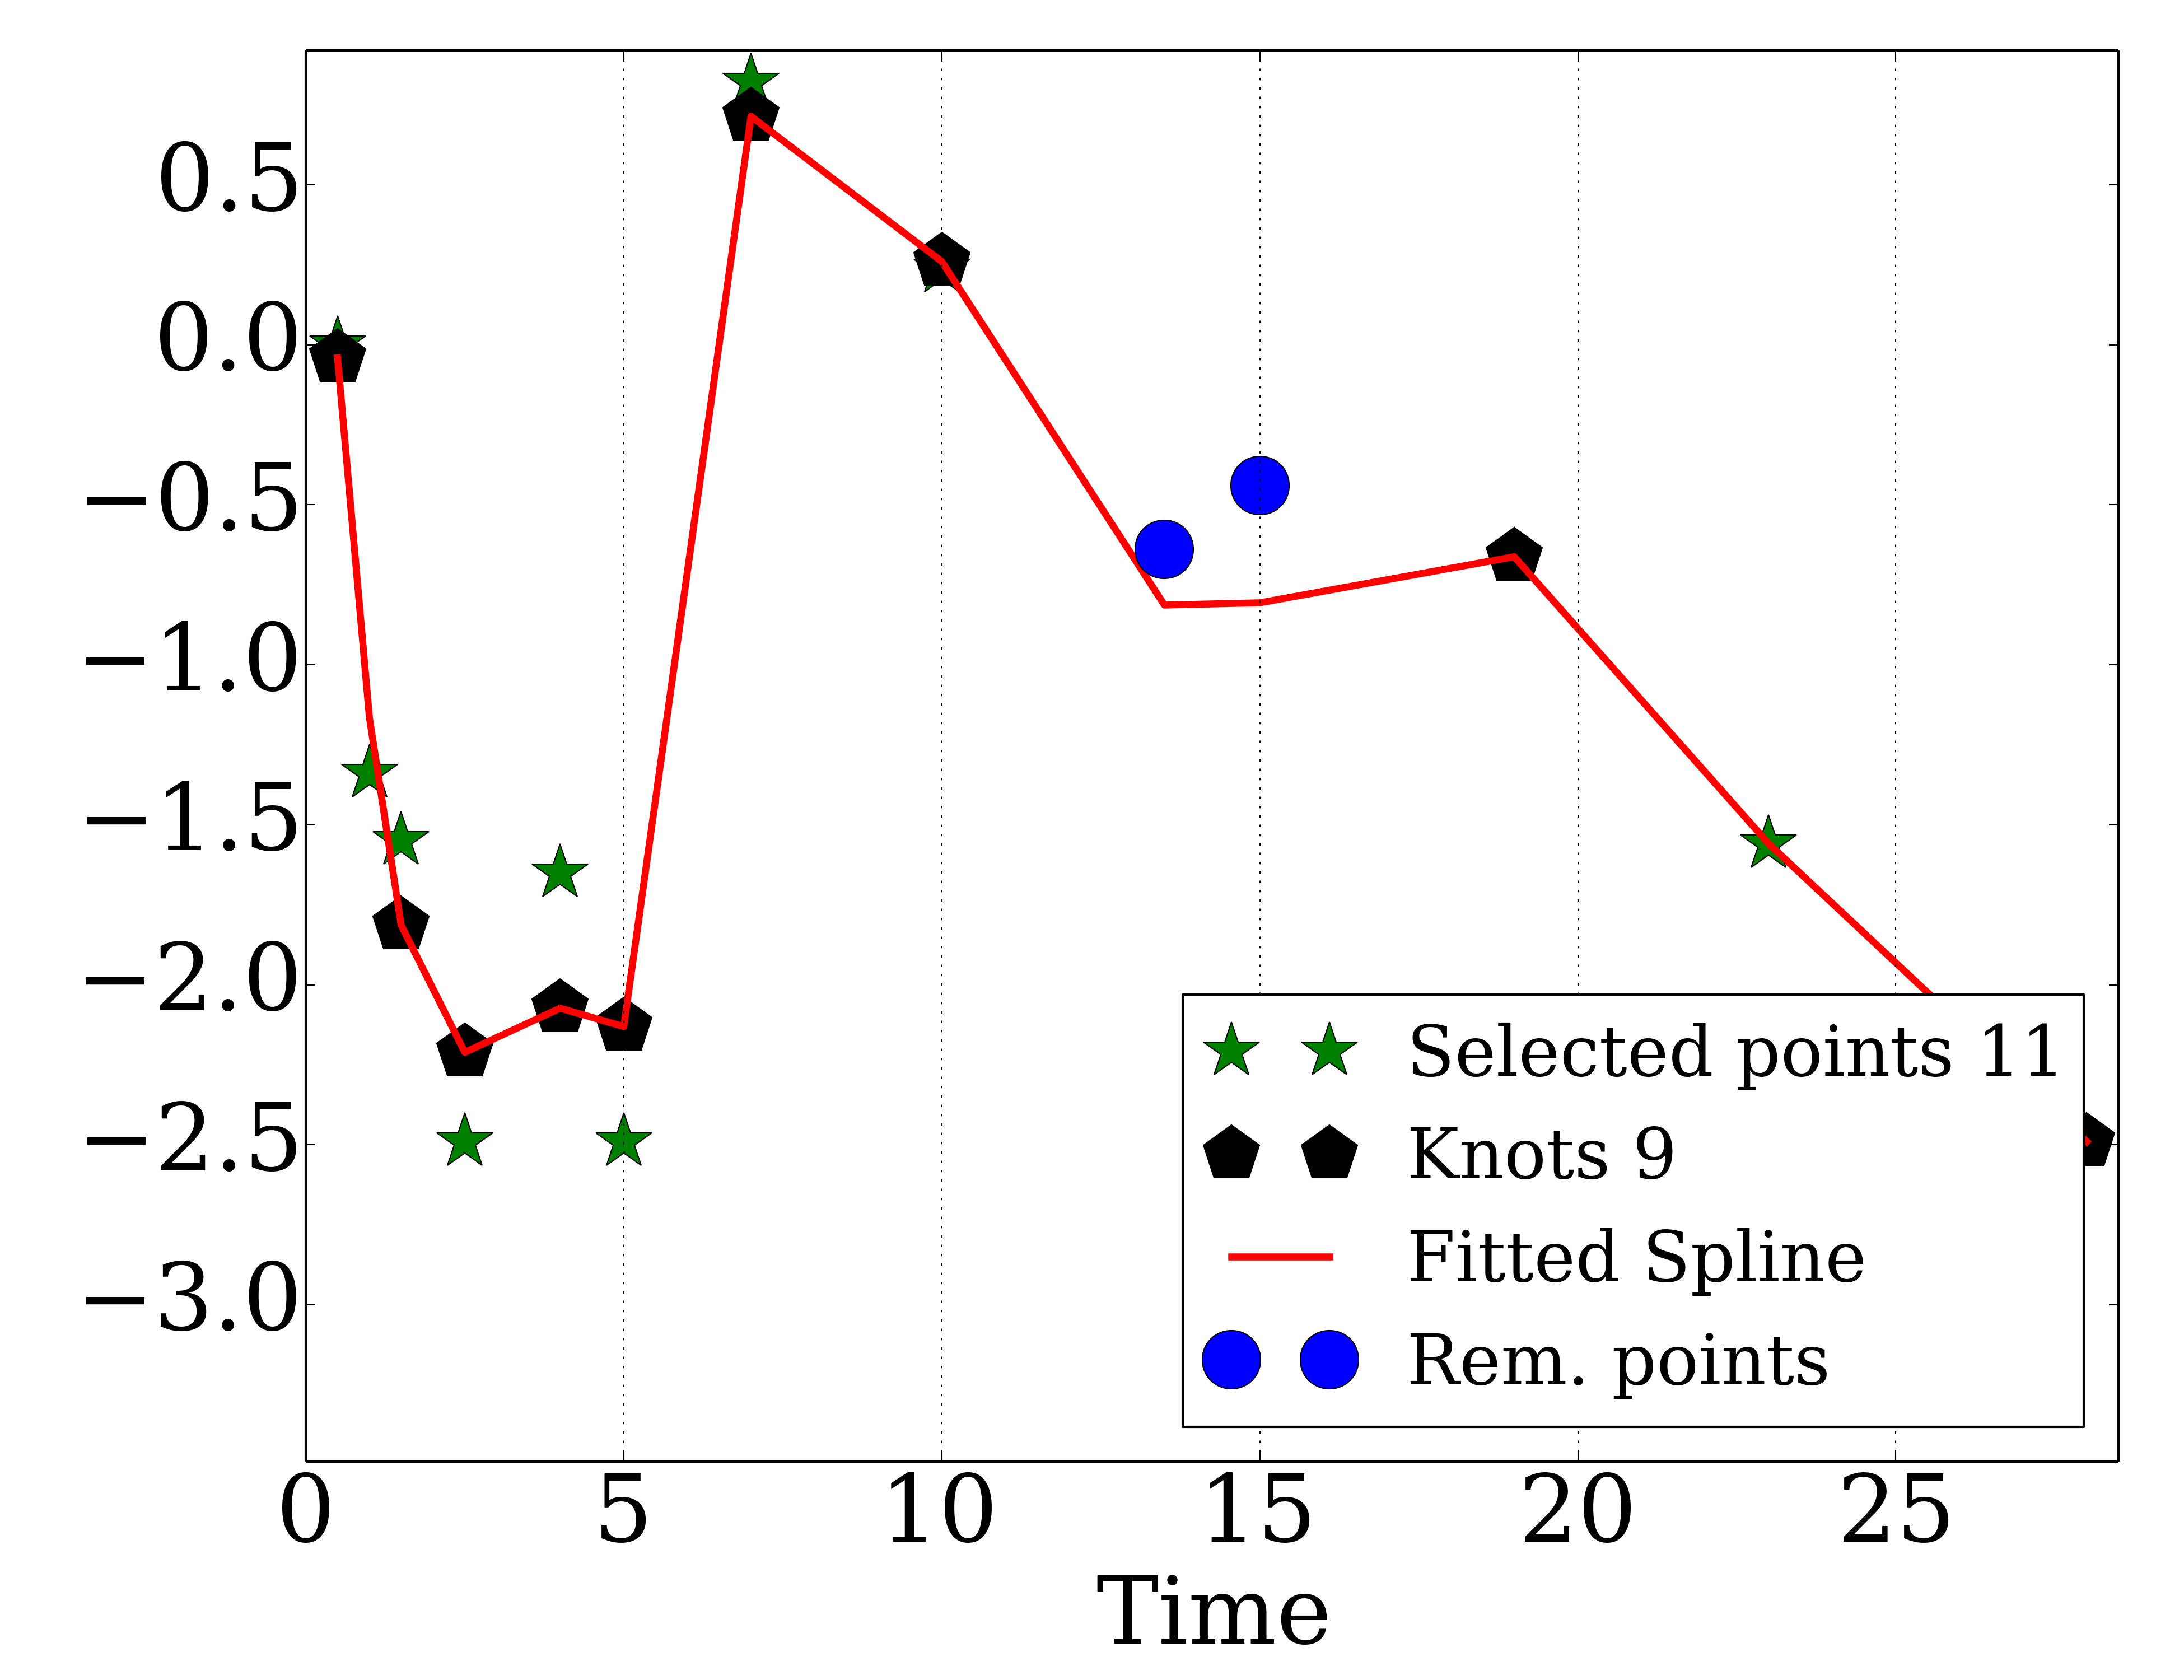 0.5
0.0
−0.5
−1.0
−1.5
−2.0
−2.5
−3.0
Selected points 11
Knots 9
Fitted Spline
Rem. points
0 5 10 15 20 25
Time